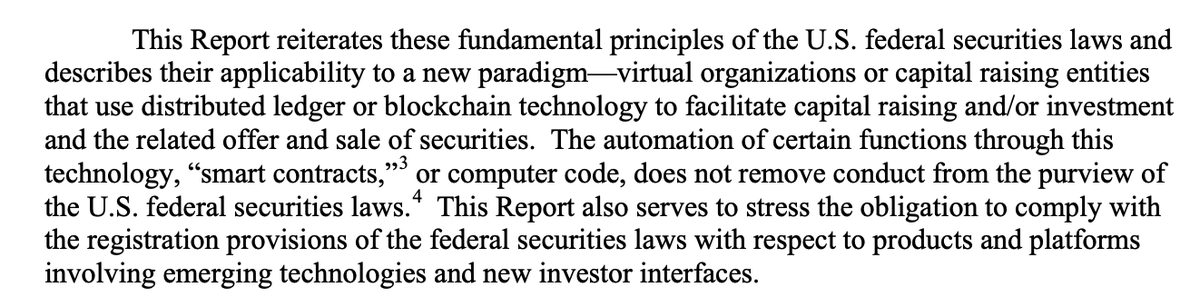 This Report reiterates these fundamental principles of the U.S. federal securities laws and
describes their applicability to a new paradigm—virtual organizations or capital raising entities
that use distributed ledger or blockchain technology to facilitate capital raising and/or investment
and the related offer and sale of securities.  The automation of certain functions through this
technology, “smart contracts,”³ or computer code, does not remove conduct from the purview of
the U.S. federal securities laws.⁴  This Report also serves to stress the obligation to comply with
the registration provisions of the federal securities laws with respect to products and platforms
involving emerging technologies and new investor interfaces.